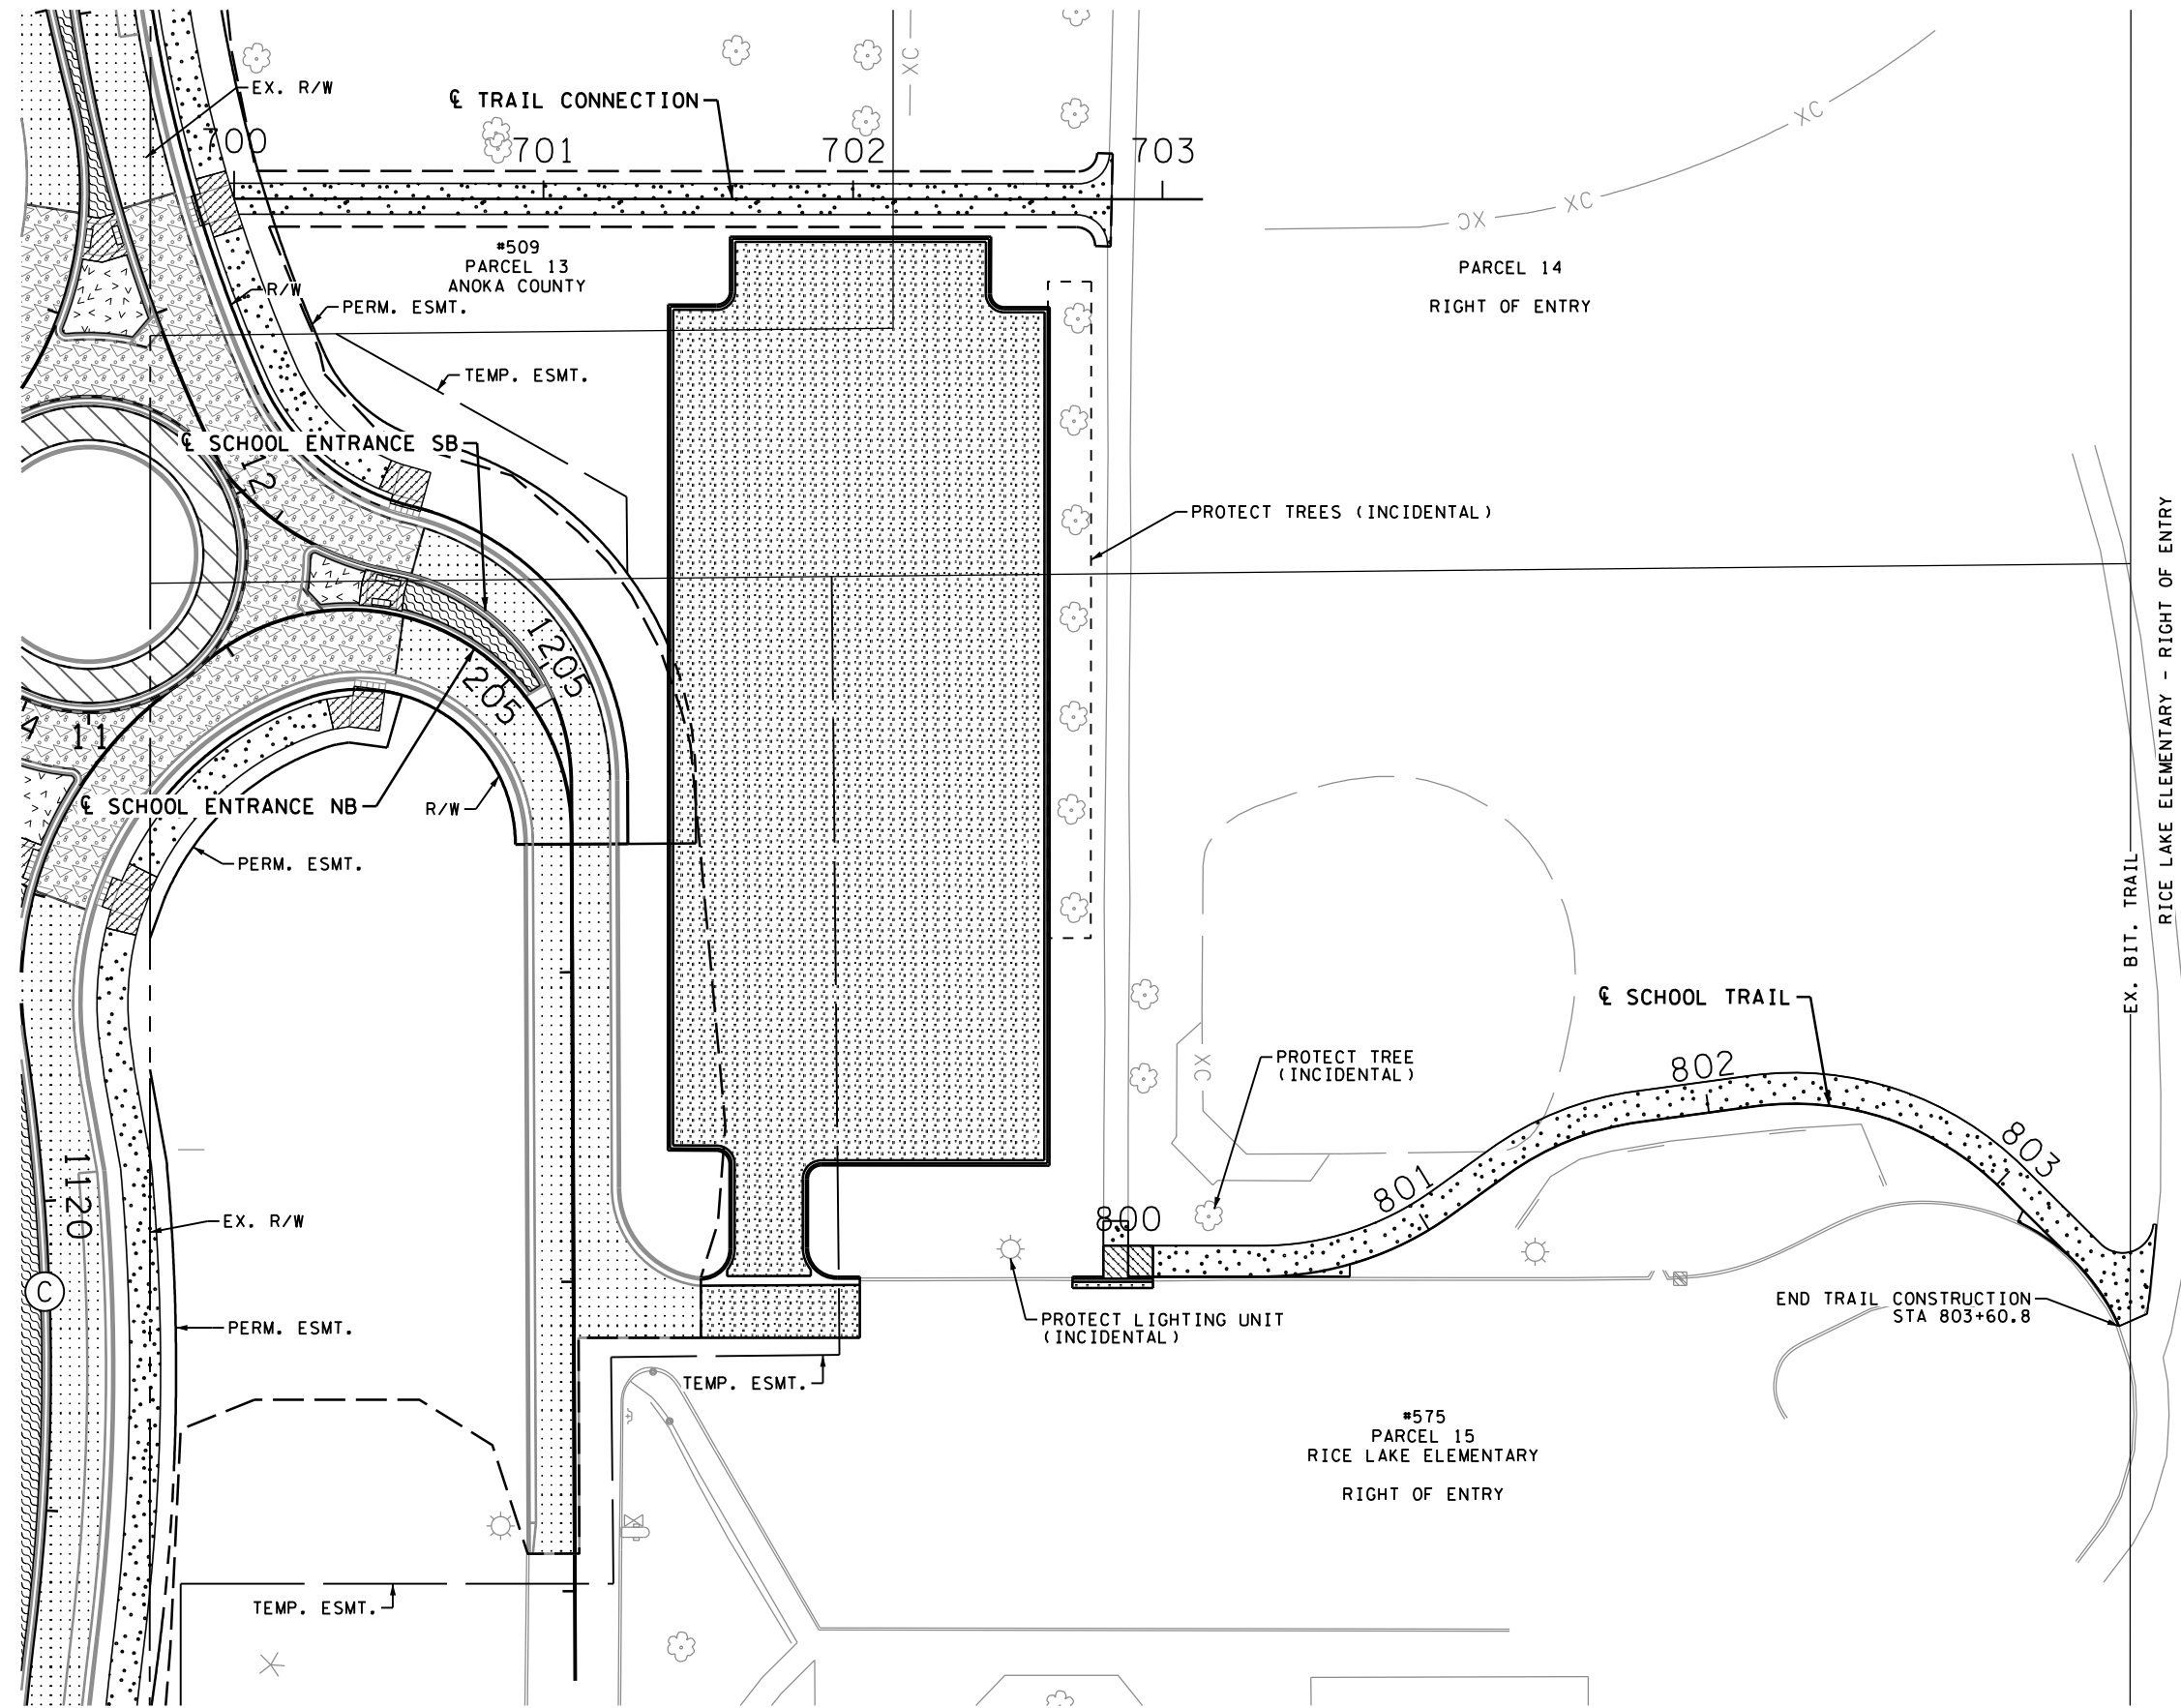 XC
EX. R/W
℄ TRAIL CONNECTION
XC
700
701
702
703
XC
XC
#509
PARCEL 13
ANOKA COUNTY
PARCEL 14
RIGHT OF ENTRY
R/W
PERM. ESMT.
TEMP. ESMT.
℄ SCHOOL ENTRANCE SB
12
PROTECT TREES (INCIDENTAL)
RICE LAKE ELEMENTARY - RIGHT OF ENTRY
1205
205
11
℄ SCHOOL ENTRANCE NB
R/W
PERM. ESMT.
EX. BIT. TRAIL
℄ SCHOOL TRAIL
PROTECT TREE
(INCIDENTAL)
XC
802
803
801
800
1120
EX. R/W
C
PERM. ESMT.
PROTECT LIGHTING UNIT
(INCIDENTAL)
END TRAIL CONSTRUCTION
STA 803+60.8
TEMP. ESMT.
#575
PARCEL 15
RICE LAKE ELEMENTARY
RIGHT OF ENTRY
TEMP. ESMT.